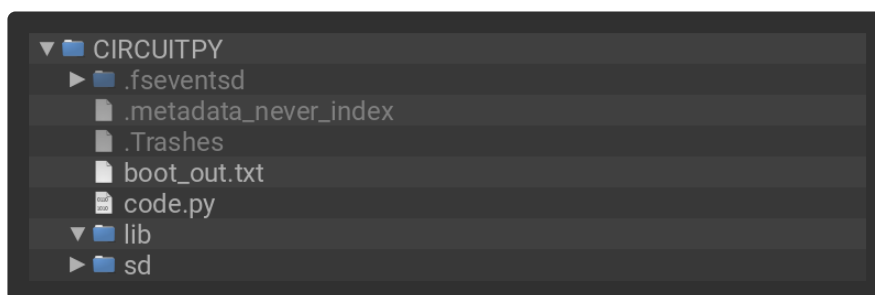 CIRCUITPY
.fseventsd
.metadata_never_index
.Trashes
boot_out.txt
code.py
lib
sd